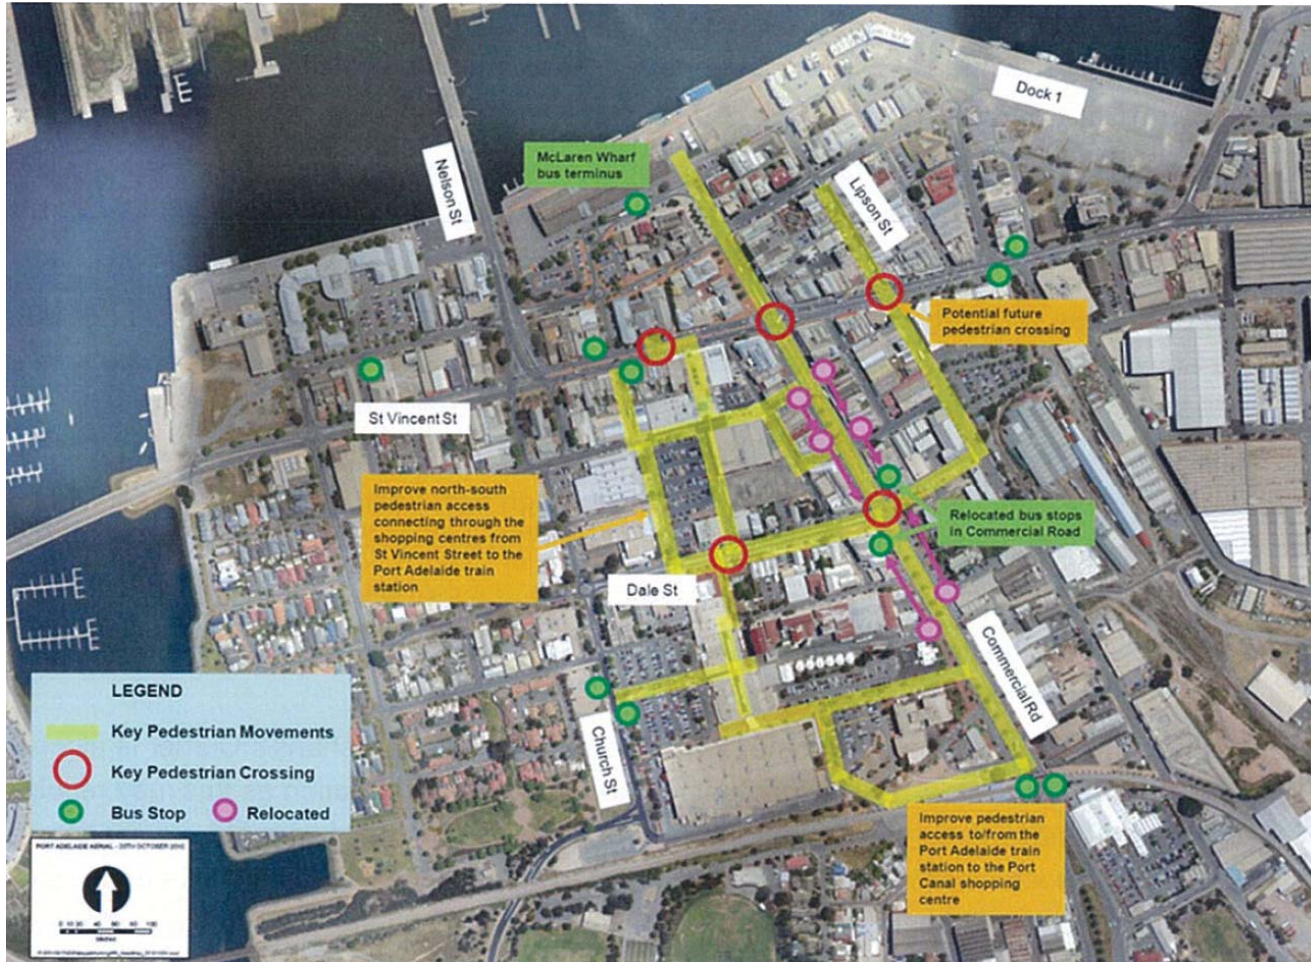 Dock 1
McLaren Wharf
bus terminus
Nelson St
Lipson St
Potential future
pedestrian crossing
St Vincent St
Improve north-south
pedestrian access
connecting through the
shopping centres from
St Vincent Street to the
Port Adelaide train
station
Relocated bus stops
in Commercial Road
Dale St
Commercial Rd
Church St
LEGEND
Key Pedestrian Movements
Key Pedestrian Crossing
Bus Stop
Relocated
Improve pedestrian
access to/from the
Port Adelaide train
station to the Port
Canal shopping
centre
PORT ADELAIDE AERIAL - 20TH OCTOBER 2010